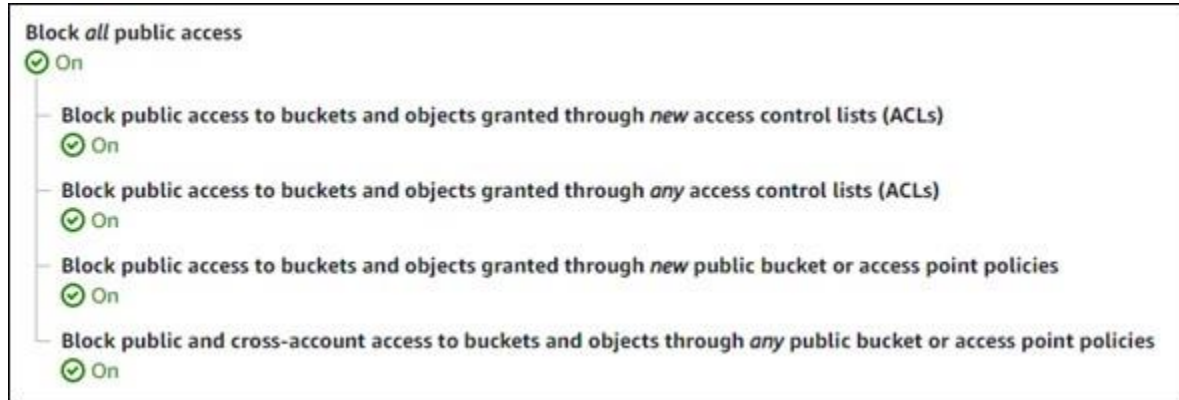 Block all public access
On
Block public access to buckets and objects granted through new access control lists (ACLs)
On
Block public access to buckets and objects granted through any access control lists (ACLs)
On
Block public access to buckets and objects granted through new public bucket or access point policies
On
Block public and cross-account access to buckets and objects through any public bucket or access point policies
On